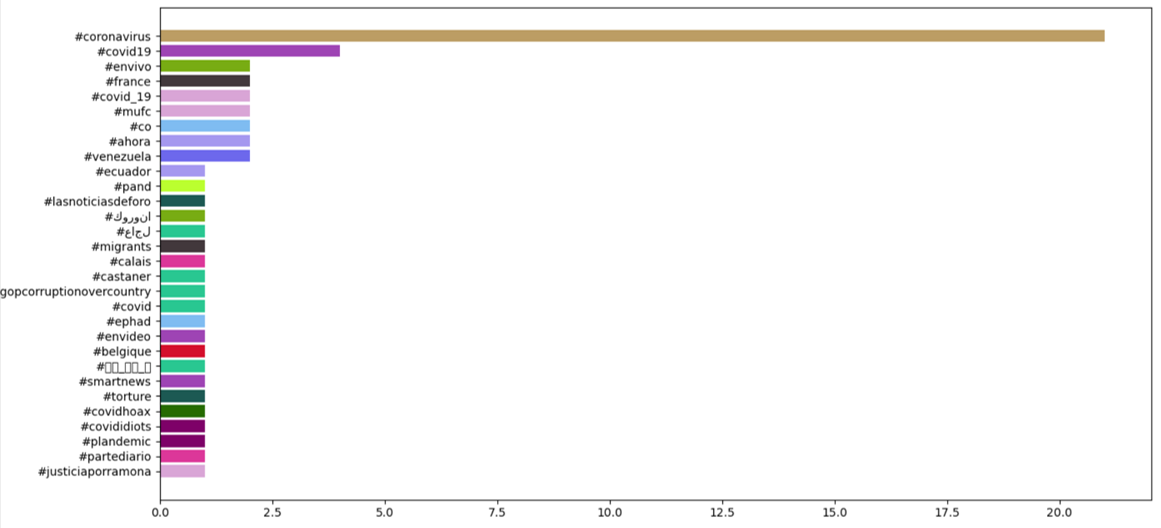 #coronavirus
#covid19
#envivo
#france
#covid_19
#mufc
#co
#ahora
#venezuela
#ecuador
#pand
#lasnoticiasdeforo
#انوروك
#لجاع
#migrants
#calais
#castaner
gopcorruptionovercountry
#covid
#ephad
#envideo
#belgique
#▯▯_▯▯_▯
#smartnews
#torture
#covidhoax
#covididiots
#plandemic
#partediario
#justiciaporramona
0.0 2.5 5.0 7.5 10.0 12.5 15.0 17.5 20.0